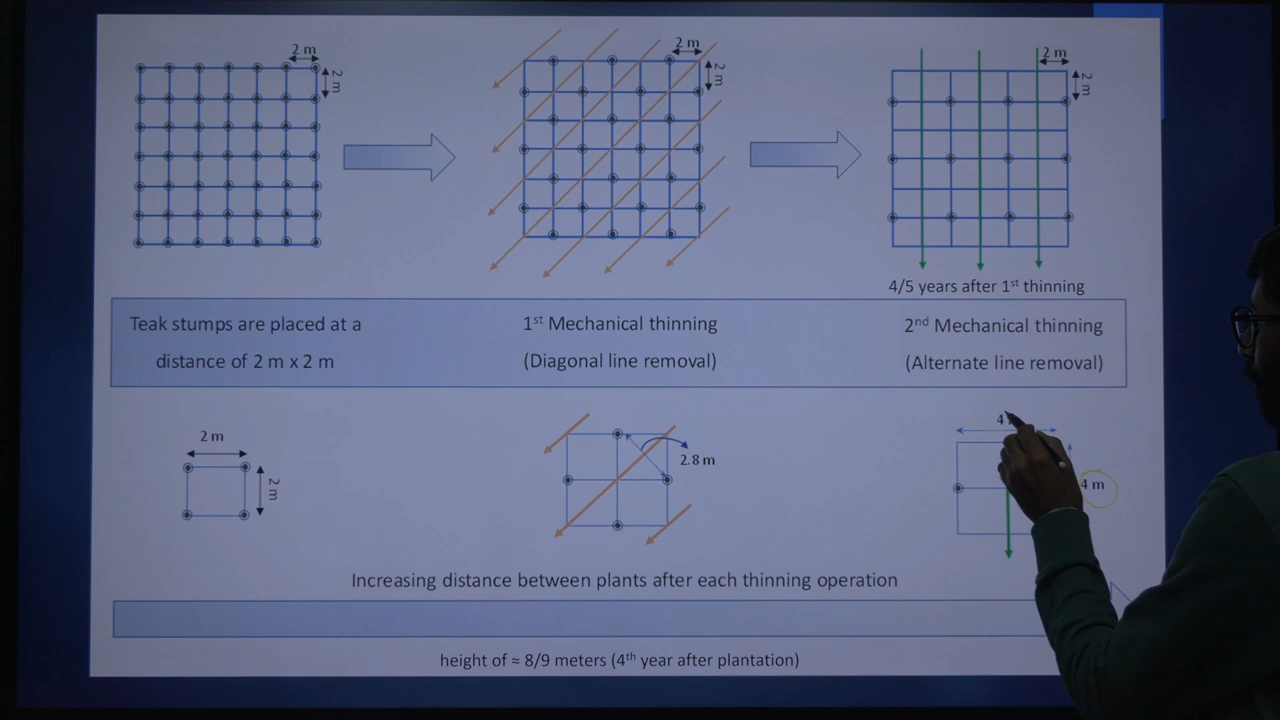 2 m
2 m
2 m
2 m
2 m
2 m
4/5 years after 1st thinning
Teak stumps are placed at a
distance of 2 m x 2 m
1st Mechanical thinning
(Diagonal line removal)
2nd Mechanical thinning
(Alternate line removal)
2 m
2 m
2.8 m
4
4 m
Increasing distance between plants after each thinning operation
height of ≈ 8/9 meters (4th year after plantation)